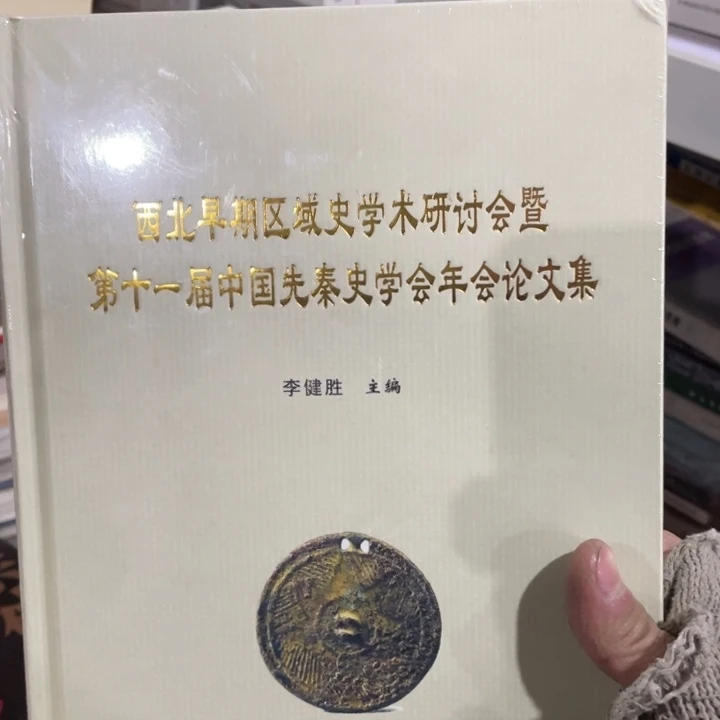 西北早期区域史学术研讨会暨
第十一届中国先秦史学会年会论文集
李健胜 主编